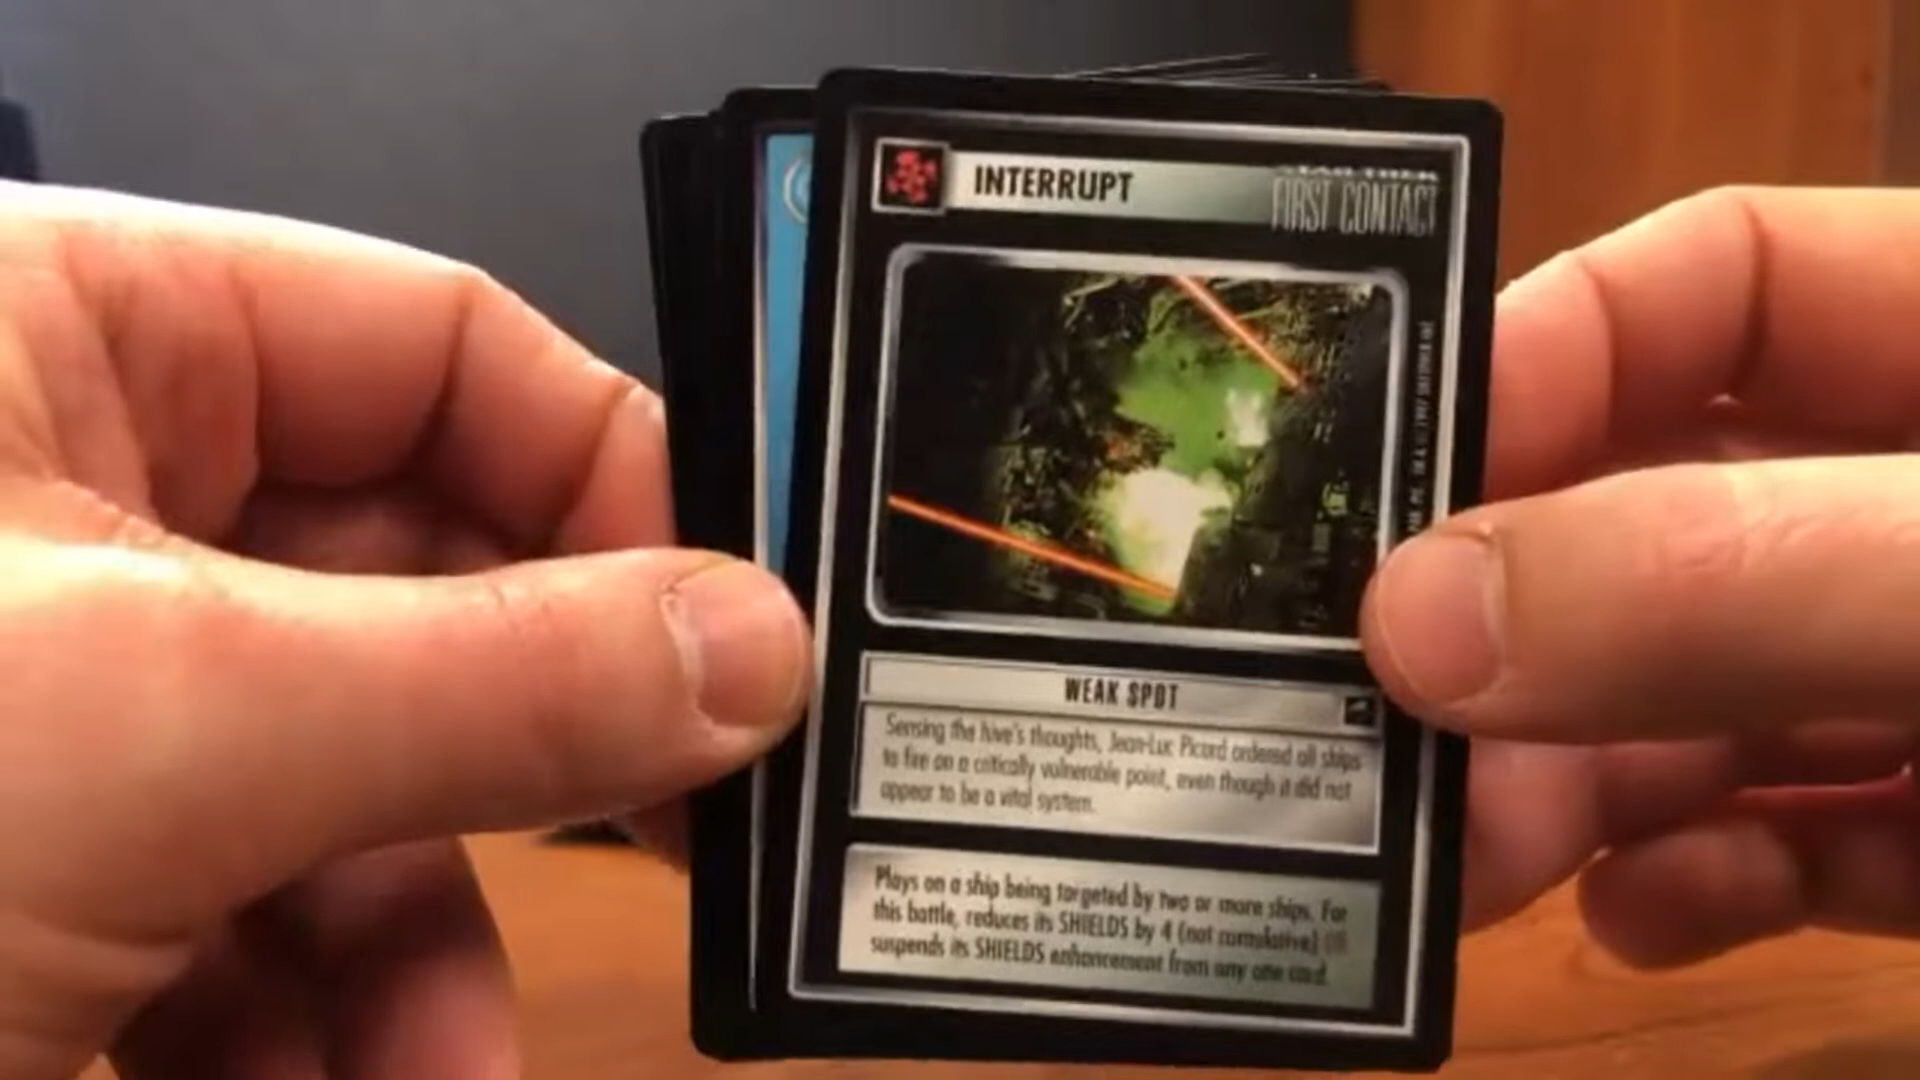 INTERRUPT
STAR TREK
FIRST CONTACT
WEAK SPOT
Sensing the hive's thoughts, Jean-Luc Picard ordered all ships
to fire on a critically vulnerable point, even though it did not
appear to be a vital system.
Plays on a ship being targeted by two or more ships. For
this battle, reduces its SHIELDS by 4 (not cumulative) OR
suspends its SHIELDS enhancement from any one card.